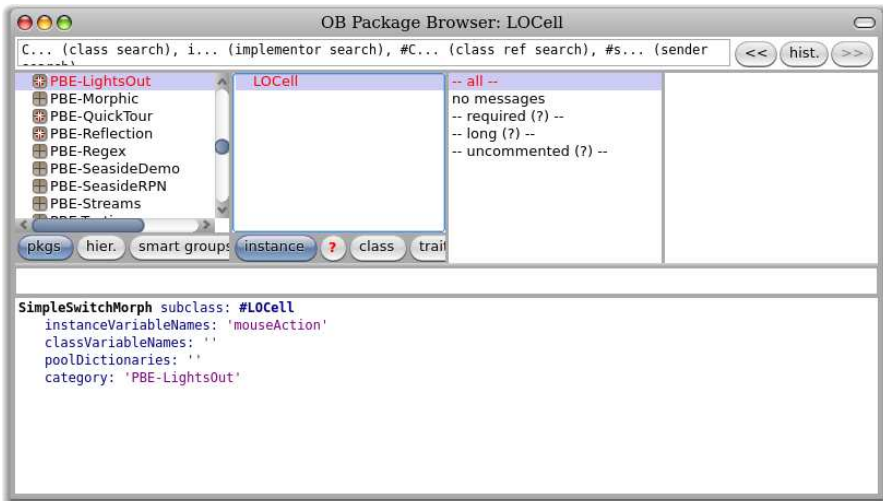 OB Package Browser: LOCell
C... (class search), i... (implementor search), #C... (class ref search), #s... (sender
<< hist. >>
PBE-LightsOut
PBE-Morphic
PBE-QuickTour
PBE-Reflection
PBE-Regex
PBE-SeasideDemo
PBE-SeasideRPN
PBE-Streams
LOCell
-- all --
no messages
-- required (?) --
-- long (?) --
-- uncommented (?) --
pkgs hier. smart groups instance ? class trait
SimpleSwitchMorph subclass: #LOCell
instanceVariableNames: 'mouseAction'
classVariableNames: ''
poolDictionaries: ''
category: 'PBE-LightsOut'